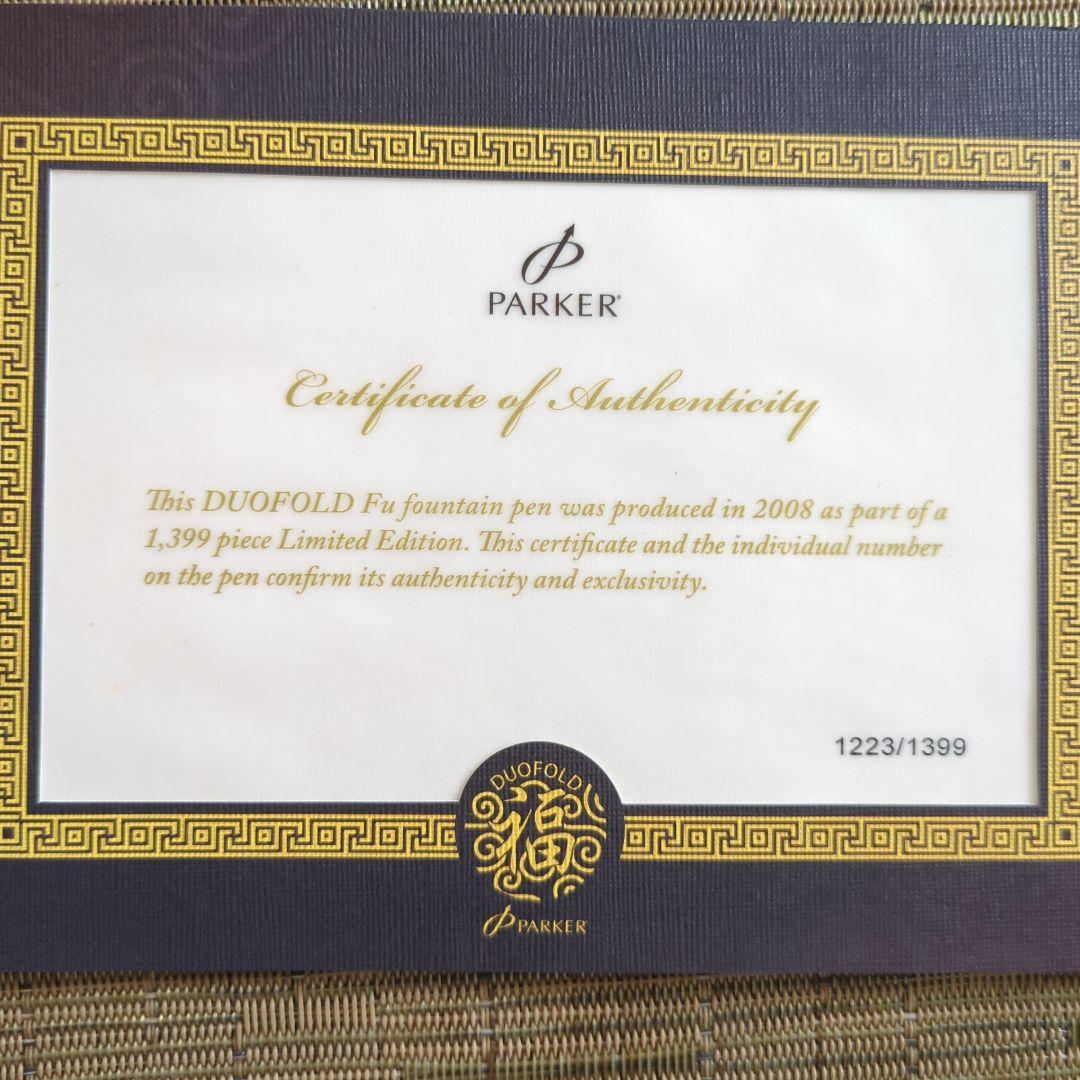 PARKER
Certificate of Authenticity
This DUOFOLD Fu fountain pen was produced in 2008 as part of a
1,399 piece Limited Edition. This certificate and the individual number
on the pen confirm its authenticity and exclusivity.
1223/1399
DUOFOLD
福
PARKER